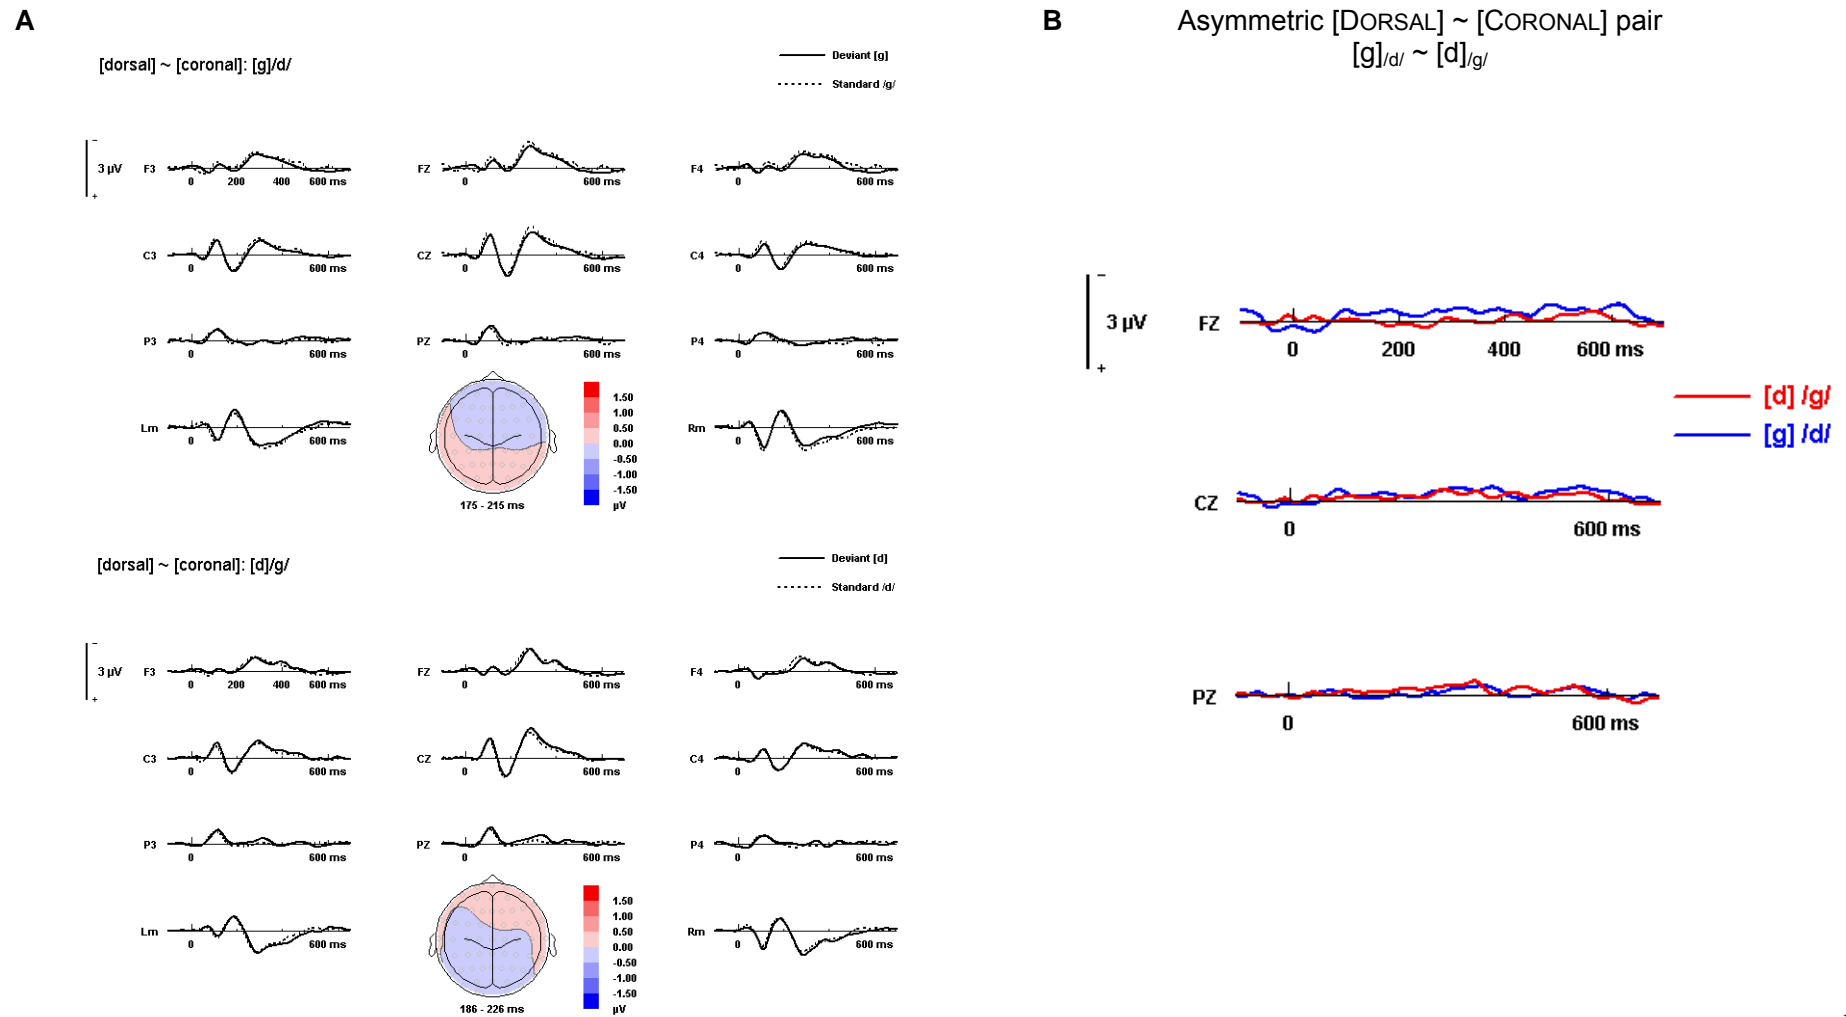 A
[dorsal] ~ [coronal]: [g]/d/
Deviant [g]
Standard /g/
−
3 µV
+
F3
0 200 400 600 ms
FZ
0 600 ms
F4
0 600 ms
C3
0 600 ms
CZ
0 600 ms
C4
0 600 ms
P3
0 600 ms
PZ
0 600 ms
P4
0 600 ms
Lm
0 600 ms
1.50
1.00
0.50
0.00
-0.50
-1.00
-1.50
µV
175 - 215 ms
Rm
0 600 ms
[dorsal] ~ [coronal]: [d]/g/
Deviant [d]
Standard /d/
−
3 µV
+
F3
0 200 400 600 ms
FZ
0 600 ms
F4
0 600 ms
C3
0 600 ms
CZ
0 600 ms
C4
0 600 ms
P3
0 600 ms
PZ
0 600 ms
P4
0 600 ms
Lm
0 600 ms
1.50
1.00
0.50
0.00
-0.50
-1.00
-1.50
µV
186 - 226 ms
Rm
0 600 ms
B
Asymmetric [DORSAL] ~ [CORONAL] pair
[g]/d/ ~ [d]/g/
−
3 µV
+
FZ
0 200 400 600 ms
[d] /g/
[g] /d/
CZ
0 600 ms
PZ
0 600 ms